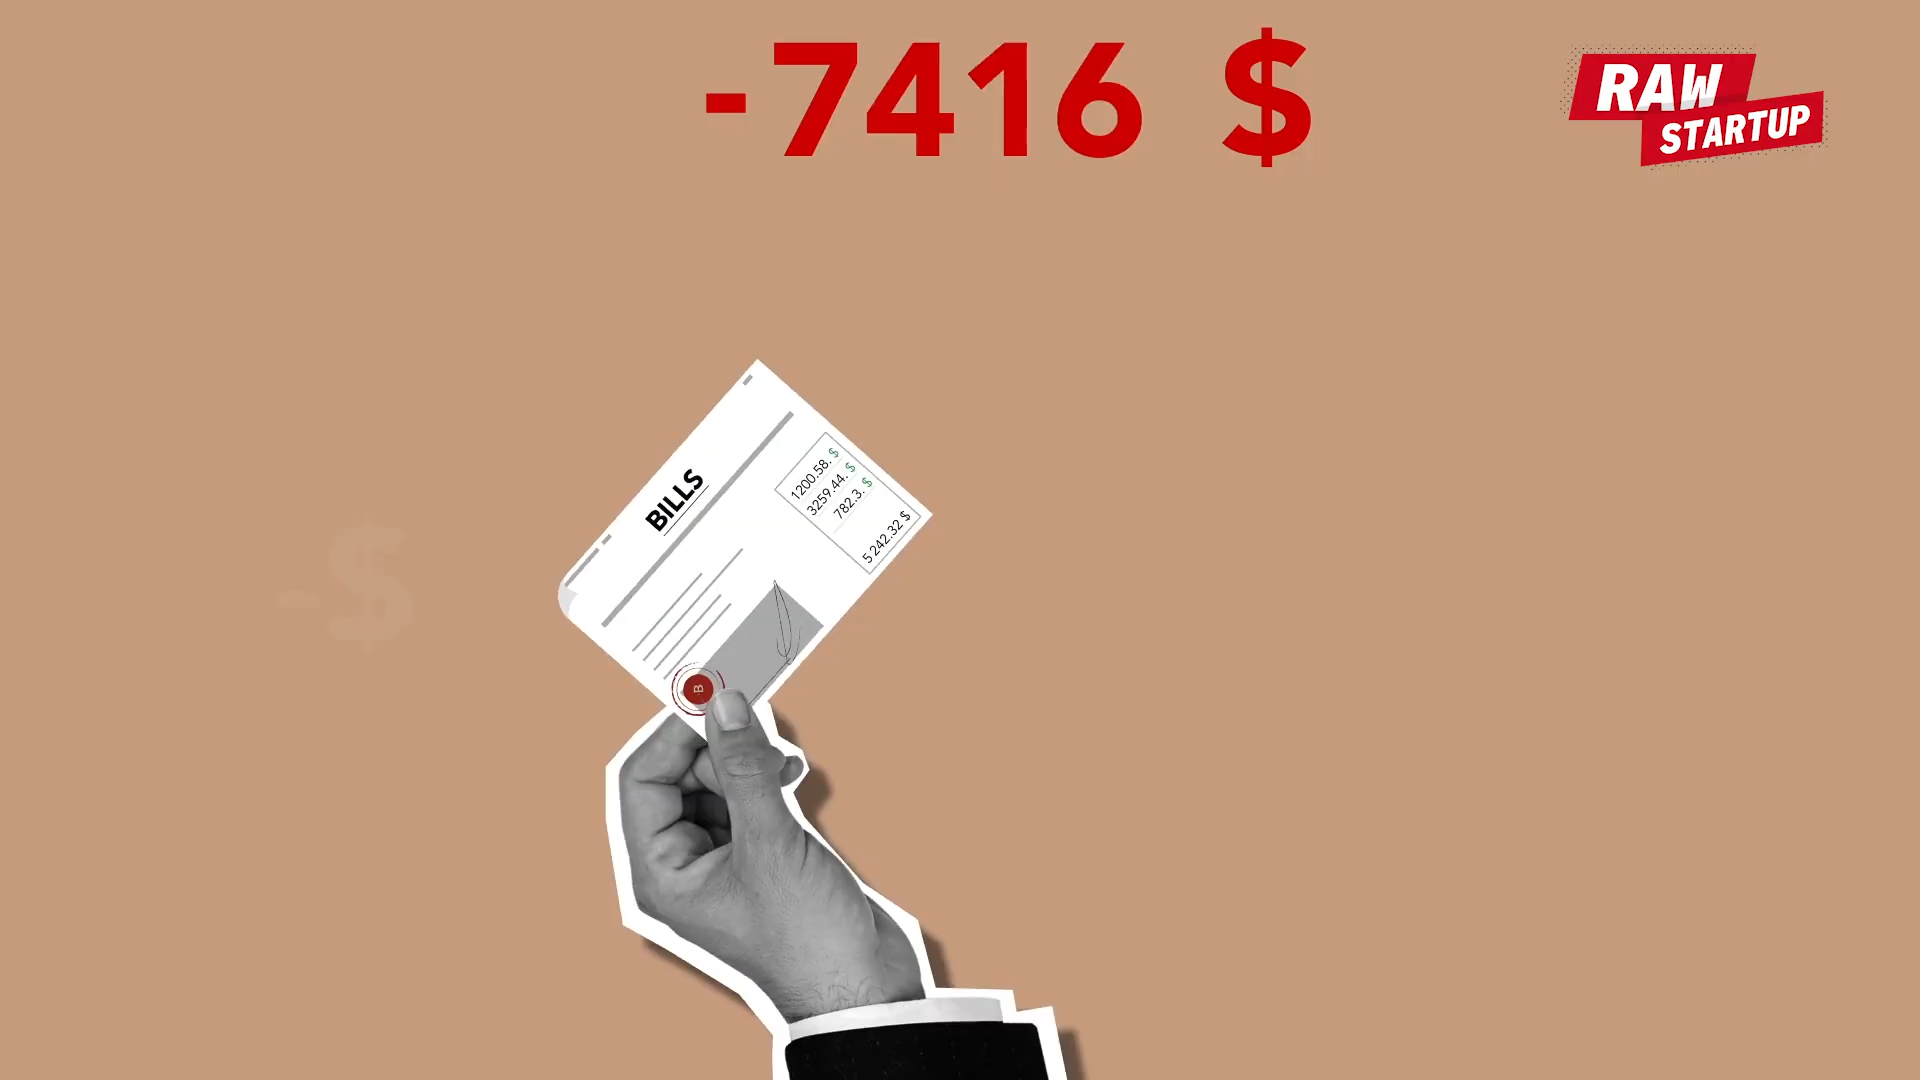 -7416 $
RAW
STARTUP
BILLS
1200.58. $
3259.44. $
782.3. $
5 242.32 $
-$
B